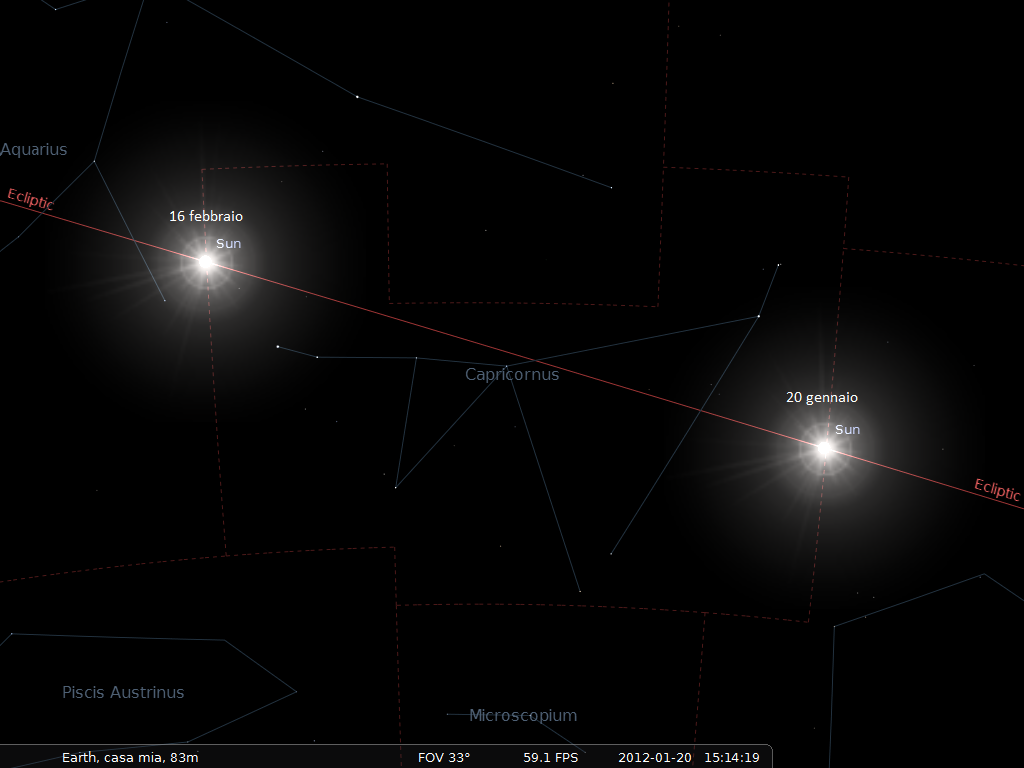 Aquarius
Ecliptic
16 febbraio
Sun
Capricornus
20 gennaio
Sun
Ecliptic
Piscis Austrinus
Microscopium
Earth, casa mia, 83m FOV 33° 59.1 FPS 2012-01-20 15:14:19